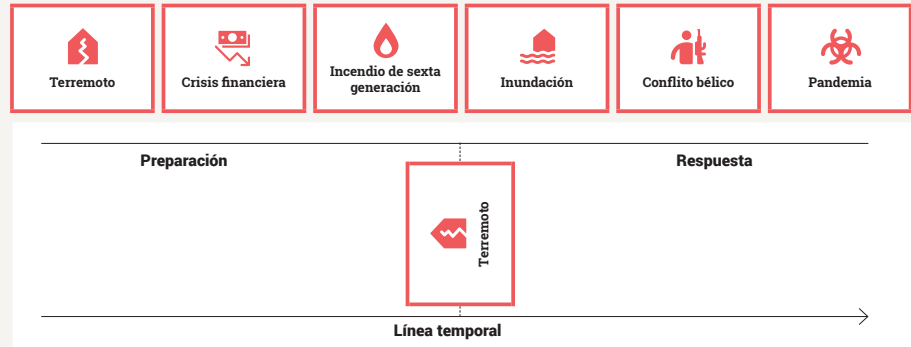 Terremoto
Crisis financiera
Incendio de sexta
generación
Inundación
Conflito bélico
Pandemia
Preparación
Respuesta
Terremoto
Línea temporal